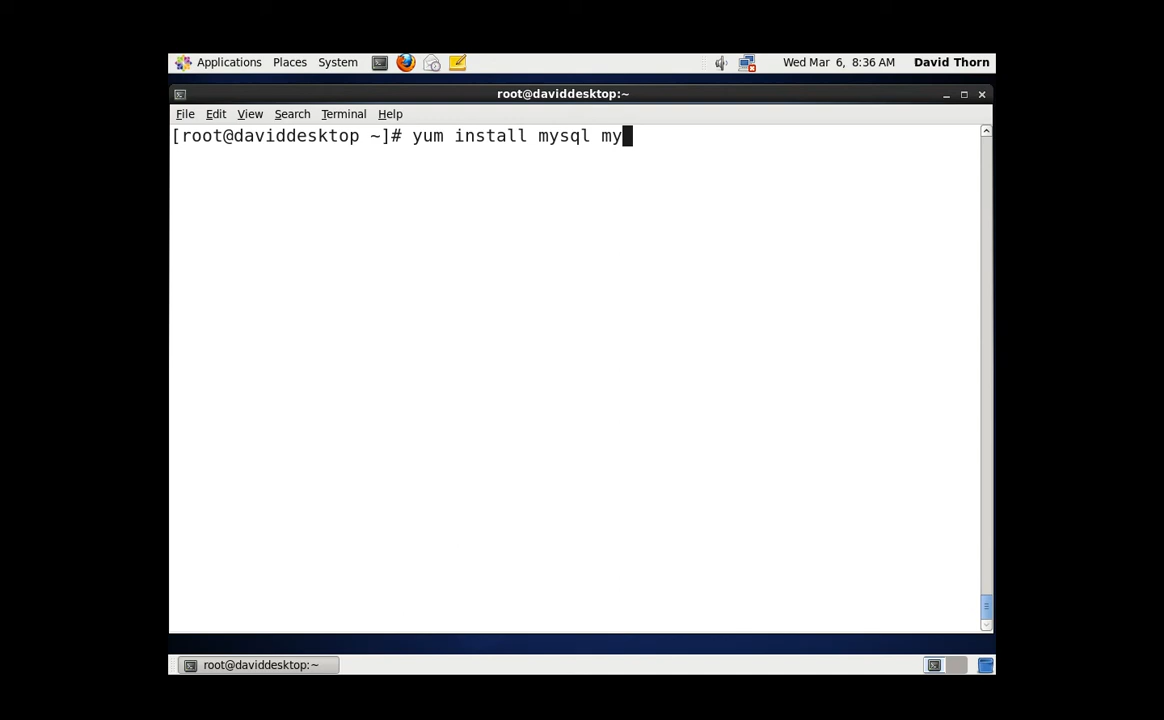 Applications Places System Wed Mar 6, 8:36 AM David Thorn
root@daviddesktop:~
File Edit View Search Terminal Help
[root@daviddesktop ~]# yum install mysql my
root@daviddesktop:~